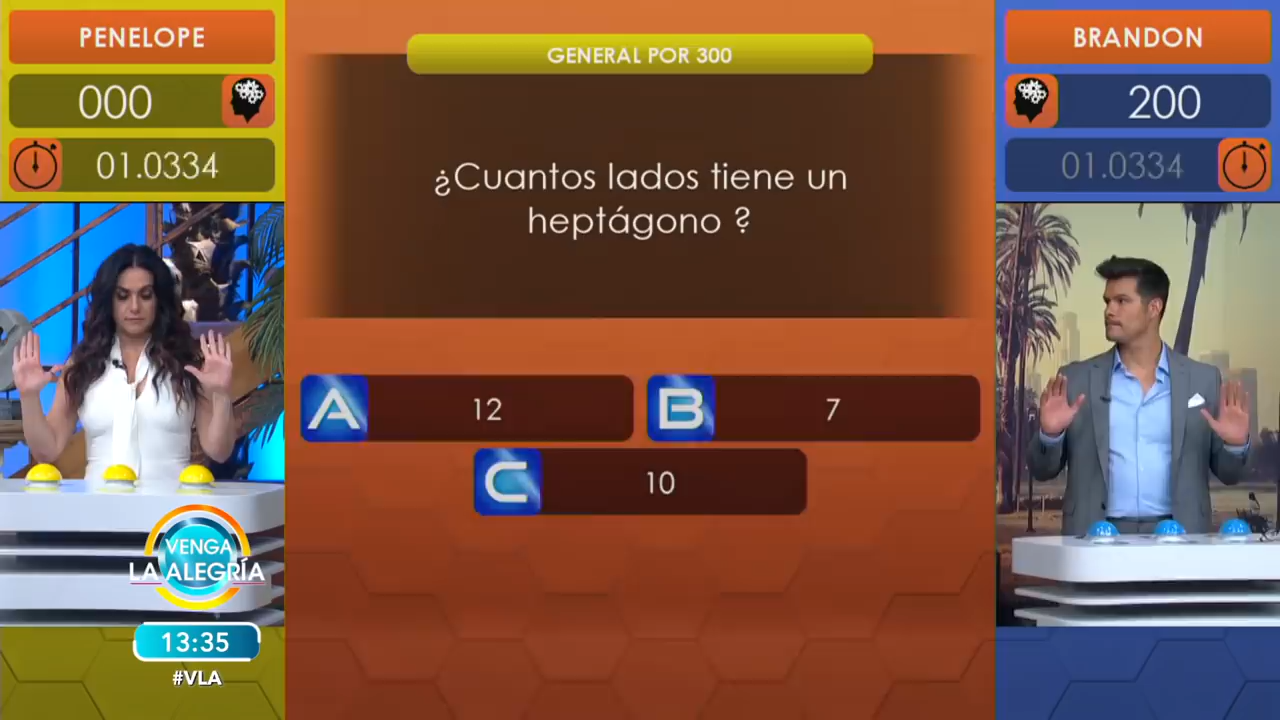 PENELOPE
000
01.0334
GENERAL POR 300
¿Cuantos lados tiene un
heptágono ?
A 12
B 7
C 10
BRANDON
200
01.0334
VENGA
LA ALEGRÍA
13:35
#VLA